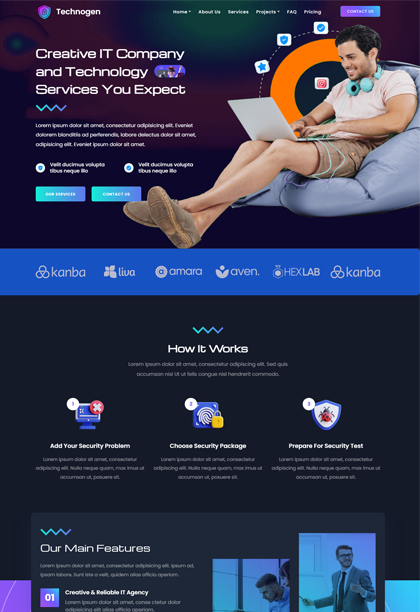 Technogen
Home About Us Services Projects FAQ Pricing
CONTACT US
Creative IT Company
and Technology
Services You Expect
Lorem ipsum dolor sit amet, consectetur adipisicing elit. Eveniet
dolorem blanditiis ad perferendis, labore delectus dolor sit amet,
adipisicing elit. Eveniet ipsum dolor sit amet.
Velit ducimus volupta
tibus neque illo
Velit ducimus volupta
tibus neque illo
OUR SERVICES
CONTACT US
kanba
liva
amara
aven.
HEXLAB
kanba
How It Works
Lorem ipsum dolor sit amet, consectetur adipiscing elit. Sed quis
accumsan nisi Ut ut felis congue nisl hendrerit commodo.
1
2
3
Add Your Security Problem
Lorem ipsum dolor sit amet, consectetur
adipiscing elit. Nulla neque quam, max imus ut
accumsan ut, posuere sit.
Choose Security Package
Lorem ipsum dolor sit amet, consectetur
adipiscing elit. Nulla neque quam, max imus ut
accumsan ut, posuere sit.
Prepare For Security Test
Lorem ipsum dolor sit amet, consectetur
adipiscing elit. Nulla neque quam, max imus ut
accumsan ut, posuere sit.
Our Main Features
Lorem ipsum dolor sit amet consectetur adipisicing elit. ipsum ad,
ipsam labore. Sunt iste a velit, quidem alias officia aperiam.
01
Creative & Reliable IT Agency
Lorem ipsum dolor sit amet conse ctetur
adipisicing elit alias officia aperiam.